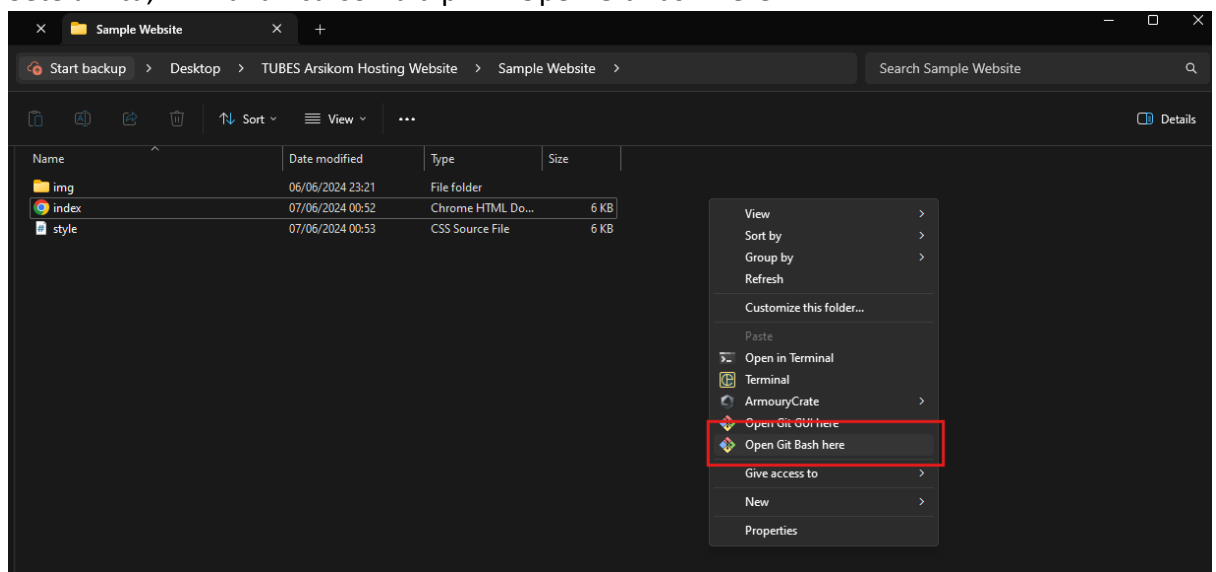 Sample Website
Start backup > Desktop > TUBES Arsikom Hosting Website > Sample Website >
Search Sample Website
Sort
View
Details
Name Date modified Type Size
img 06/06/2024 23:21 File folder
index 07/06/2024 00:52 Chrome HTML Do... 6 KB
style 07/06/2024 00:53 CSS Source File 6 KB
View
Sort by
Group by
Refresh
Customize this folder...
Paste
Open in Terminal
Terminal
ArmouryCrate
Open Git GUI here
Open Git Bash here
Give access to
New
Properties